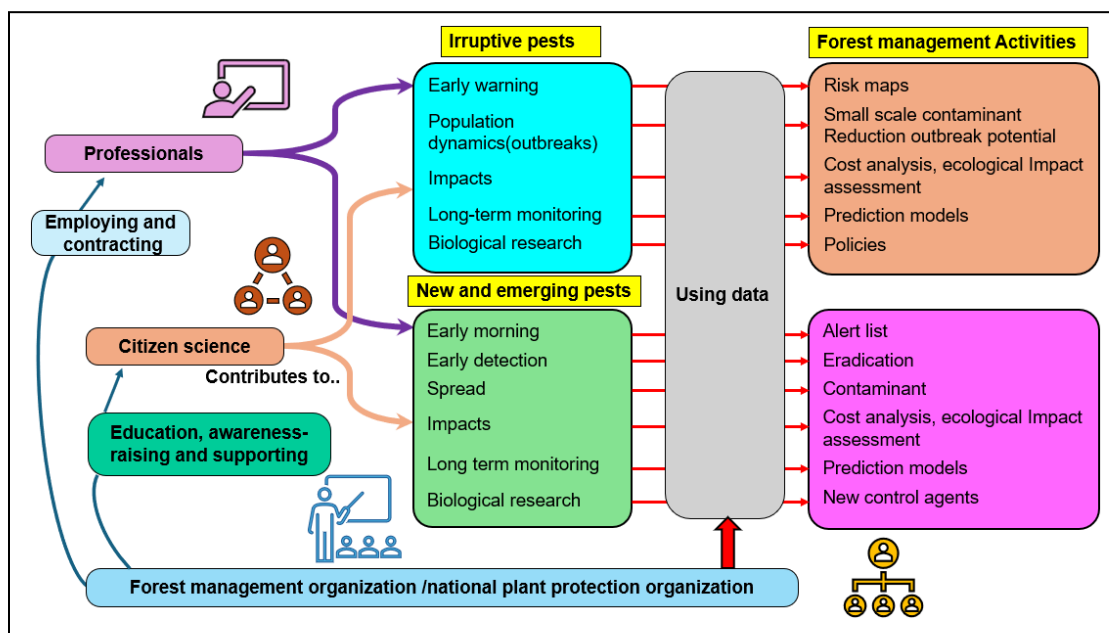 Irruptive pests
Forest management Activities
Early warning
Population
dynamics(outbreaks)
Impacts
Long-term monitoring
Biological research
Risk maps
Small scale contaminant
Reduction outbreak potential
Cost analysis, ecological Impact
assessment
Prediction models
Policies
Professionals
Employing and
contracting
Using data
New and emerging pests
Early morning
Early detection
Spread
Impacts
Long term monitoring
Biological research
Alert list
Eradication
Contaminant
Cost analysis, ecological Impact
assessment
Prediction models
New control agents
Citizen science
Contributes to..
Education, awareness-
raising and supporting
Forest management organization /national plant protection organization